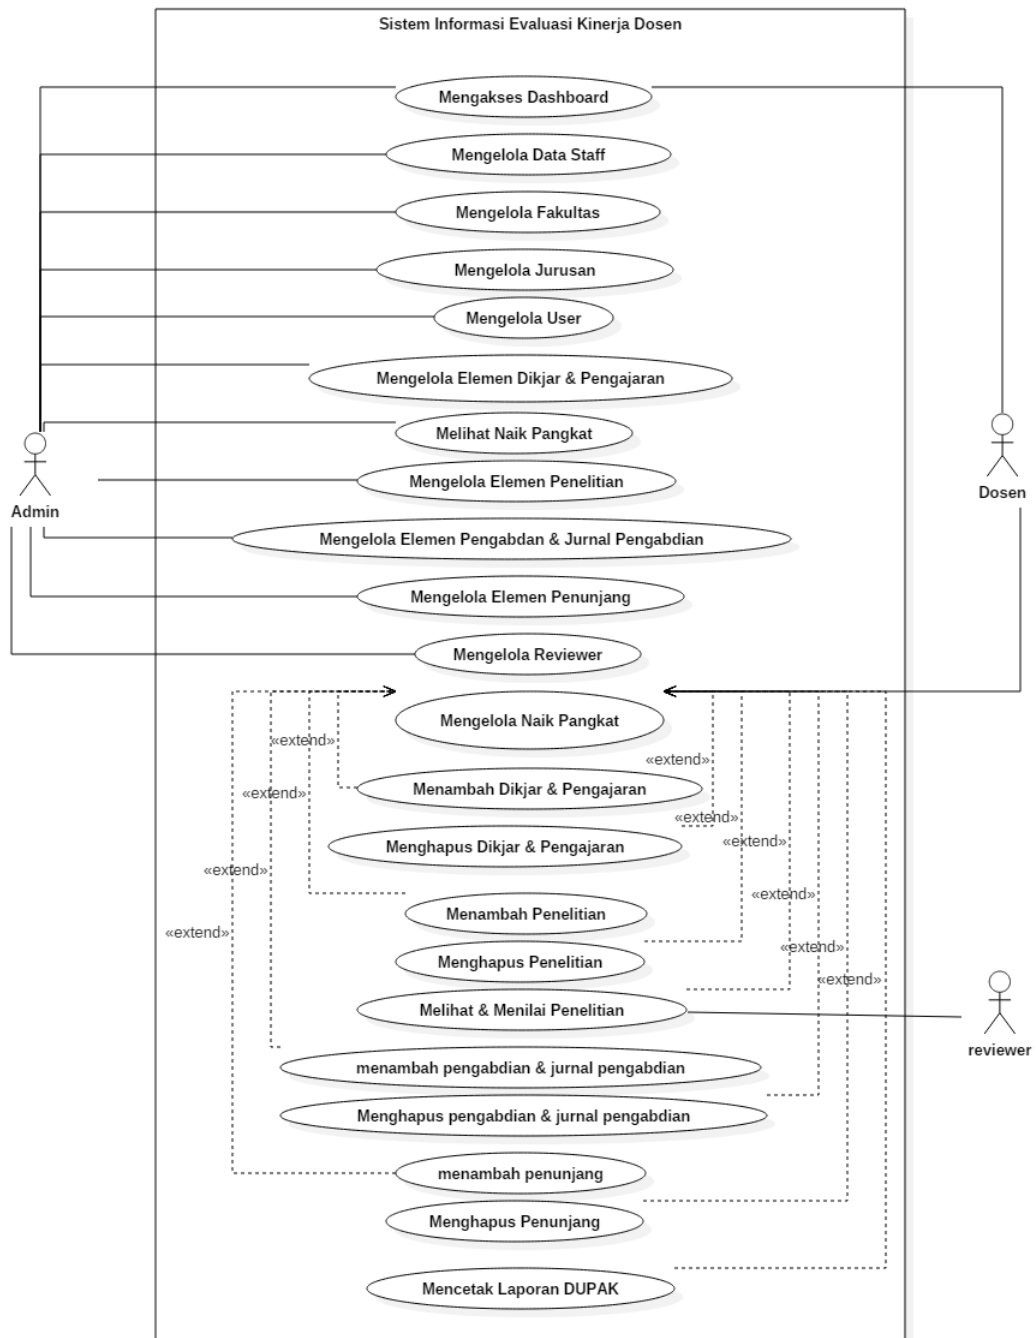 Sistem Informasi Evaluasi Kinerja Dosen
Mengakses Dashboard
Mengelola Data Staff
Mengelola Fakultas
Mengelola Jurusan
Mengelola User
Mengelola Elemen Dikjar & Pengajaran
Melihat Naik Pangkat
Mengelola Elemen Penelitian
Admin
Dosen
Mengelola Elemen Pengabdan & Jurnal Pengabdian
Mengelola Elemen Penunjang
Mengelola Reviewer
Mengelola Naik Pangkat
«extend»
«extend»
Menambah Dikjar & Pengajaran
«extend»
«extend»
«extend»
Menghapus Dikjar & Pengajaran
«extend»
«extend»
Menambah Penelitian
«extend»
«extend»
Menghapus Penelitian
«extend»
Melihat & Menilai Penelitian
reviewer
menambah pengabdian & jurnal pengabdian
Menghapus pengabdian & jurnal pengabdian
menambah penunjang
Menghapus Penunjang
Mencetak Laporan DUPAK